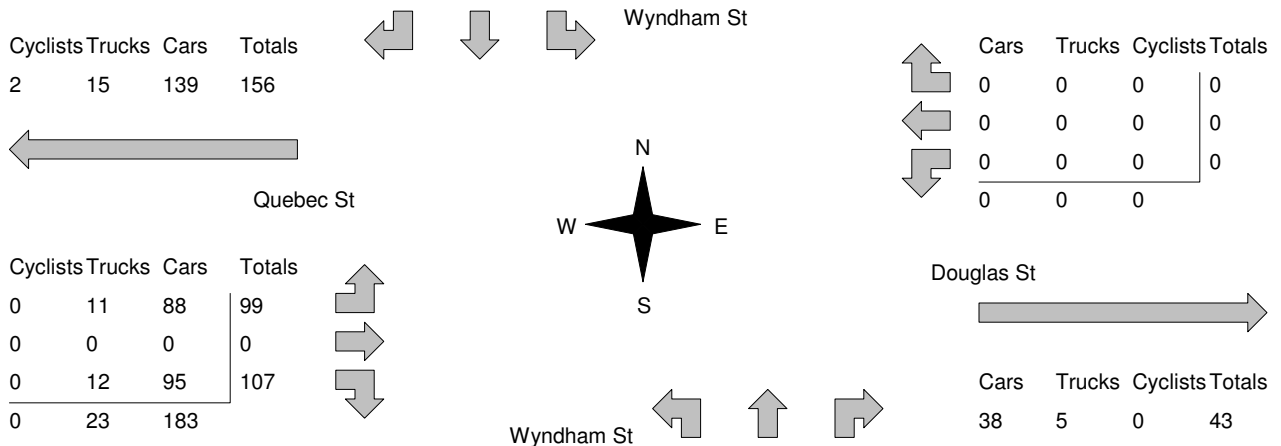 Wyndham St
Cyclists Trucks Cars Totals
2 15 139 156
Cars Trucks Cyclists Totals
0 0 0 0
0 0 0 0
0 0 0 0
0 0 0
N
W E
S
Quebec St
Cyclists Trucks Cars Totals
0 11 88 99
0 0 0 0
0 12 95 107
0 23 183
Douglas St
Cars Trucks Cyclists Totals
38 5 0 43
Wyndham St